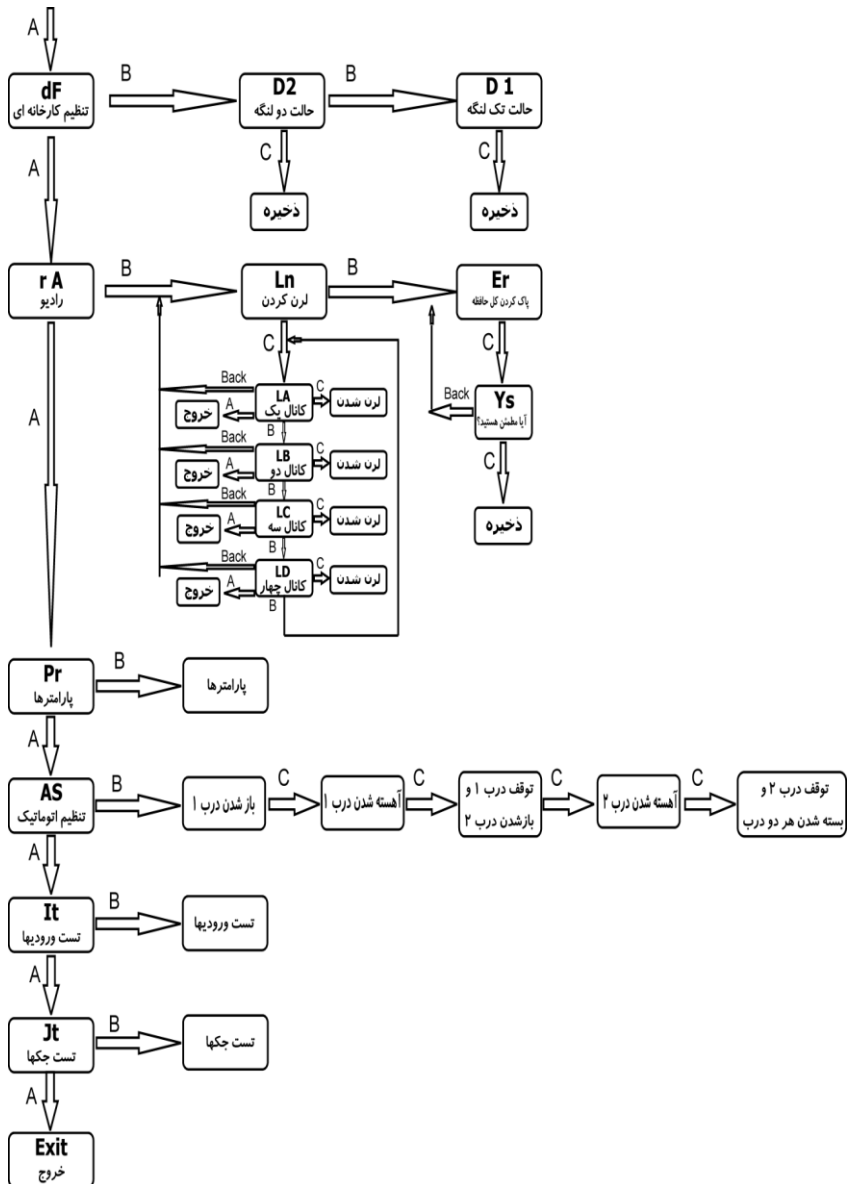 A
dF
تنظیم کارخانه ای
B
D2
حالت دو لنگه
B
D 1
حالت تک لنگه
C
ذخیره
C
ذخیره
A
r A
رادیو
B
Ln
لرن کردن
B
Er
پاک کردن کل حافظه
C
C
Back
LA
کانال یک
C
لرن شدن
A
خروج
B
Back
LB
کانال دو
C
لرن شدن
A
خروج
B
Back
LC
کانال سه
C
لرن شدن
A
خروج
B
Back
LD
کانال چهار
C
لرن شدن
A
خروج
B
Back
Ys
آیا مطمئن هستید؟
C
ذخیره
A
Pr
پارامترها
B
پارامترها
A
AS
تنظیم اتوماتیک
B
باز شدن درب ۱
C
آهسته شدن درب ۱
C
توقف درب ۱ و
بازشدن درب ۲
C
آهسته شدن درب ۲
C
توقف درب ۲ و
بسته شدن هر دو درب
A
It
تست ورودیها
B
تست ورودیها
A
Jt
تست جکها
B
تست جکها
A
Exit
خروج